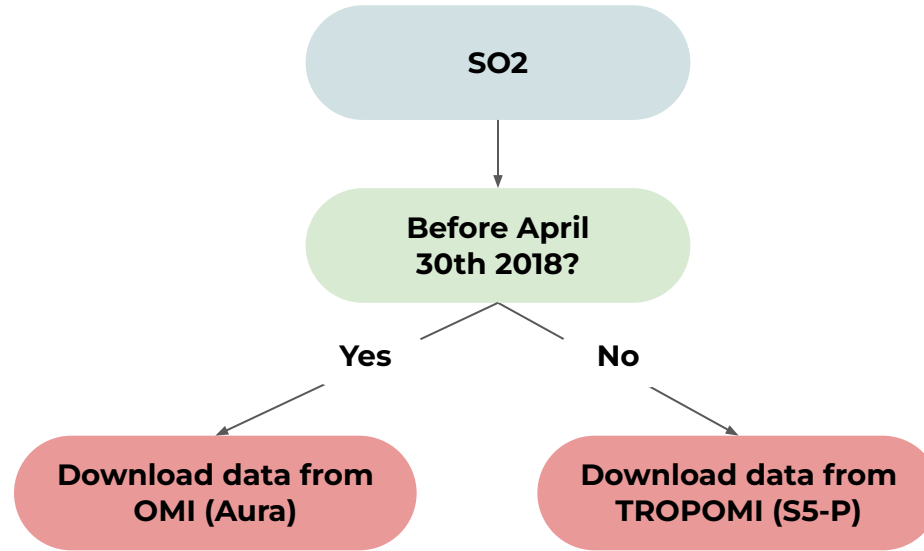 SO2
Before April
30th 2018?
Yes
No
Download data from
OMI (Aura)
Download data from
TROPOMI (S5-P)